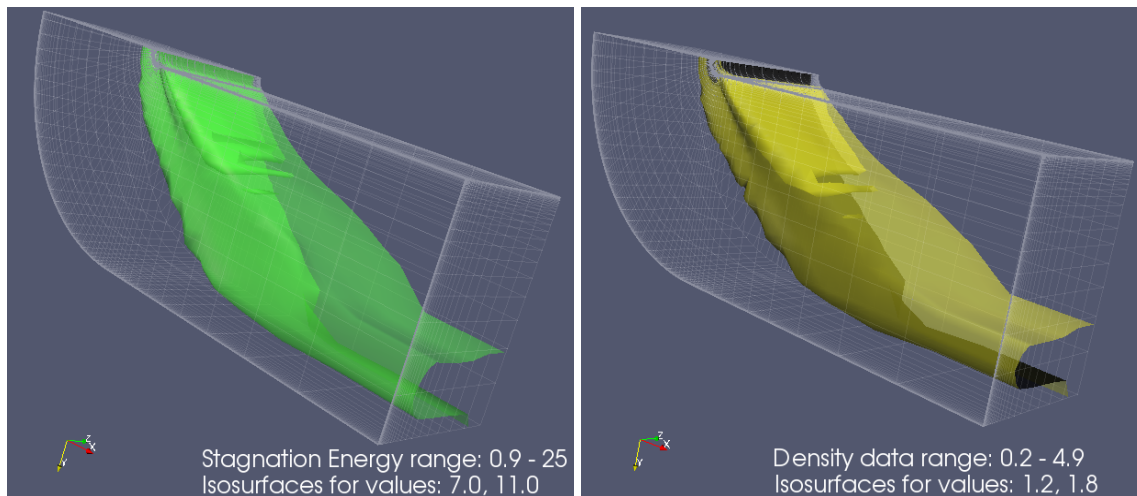 Stagnation Energy range: 0.9 - 25
Isosurfaces for values: 7.0, 11.0
Z
X
Y
Density data range: 0.2 - 4.9
Isosurfaces for values: 1.2, 1.8
Z
X
Y